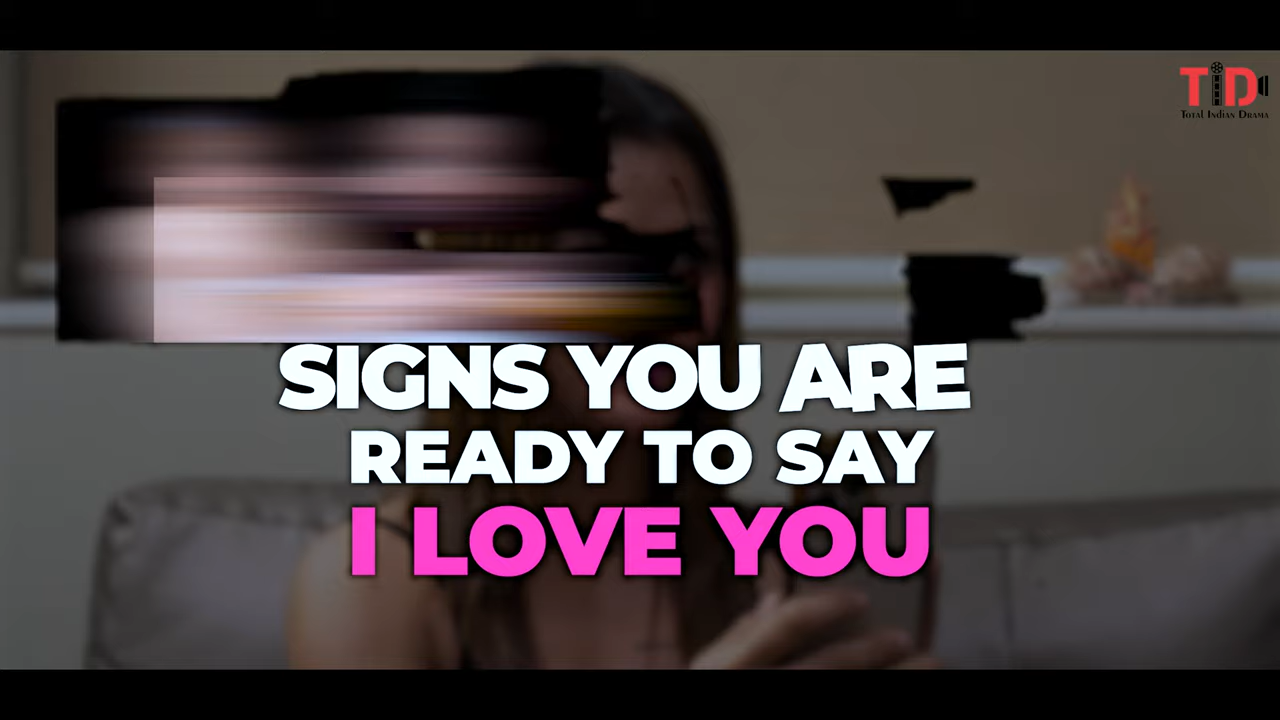 TID
TOTAL INDIAN DRAMA
SIGNS YOU ARE
READY TO SAY
I LOVE YOU